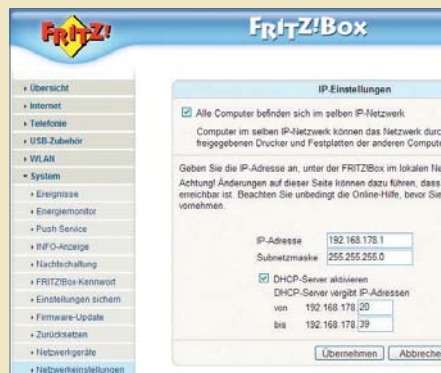 FRITZ!
FRITZ!Box
Übersicht
Internet
Telefonie
USB-Zubehör
WLAN
System
Ereignisse
Energiemonitor
Push Service
INFO-Anzeige
Nachtschaltung
FRITZ!Box-Kennwort
Einstellungen sichern
Firmware-Update
Zurücksetzen
Netzwerkgeräte
Netzwerkeinstellungen
IP-Einstellungen
Alle Computer befinden sich im selben IP-Netzwerk
Computer im selben IP-Netzwerk können das Netzwerk durc
freigegebenen Drucker und Festplatten der anderen Compute
Geben Sie die IP-Adresse an, unter der FRITZ!Box im lokalen Ne
Achtung! Änderungen auf dieser Seite können dazu führen, dass
erreichbar ist. Beachten Sie unbedingt die Online-Hilfe, bevor Sie
vornehmen.
IP-Adresse 192.168.178.1
Subnetzmaske 255.255.255.0
DHCP-Server aktivieren
DHCP-Server vergibt IP-Adressen
von 192.168.178.20
bis 192.168.178.39
Übernehmen Abbreche